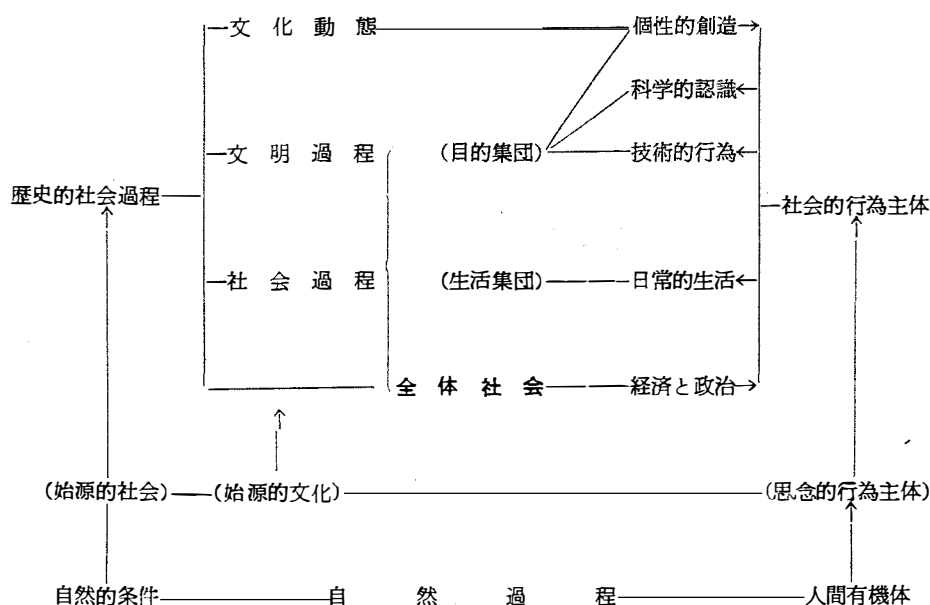 文化動態 個性的創造
科学的認識
文明過程 (目的集団) 技術的行為
歴史的社会過程 社会的行為主体
社会過程 (生活集団) 日常的生活
全体社会 経済と政治
(始源的社会) (始源的文化) (思念的行為主体)
自然的条件 自然過程 人間有機体